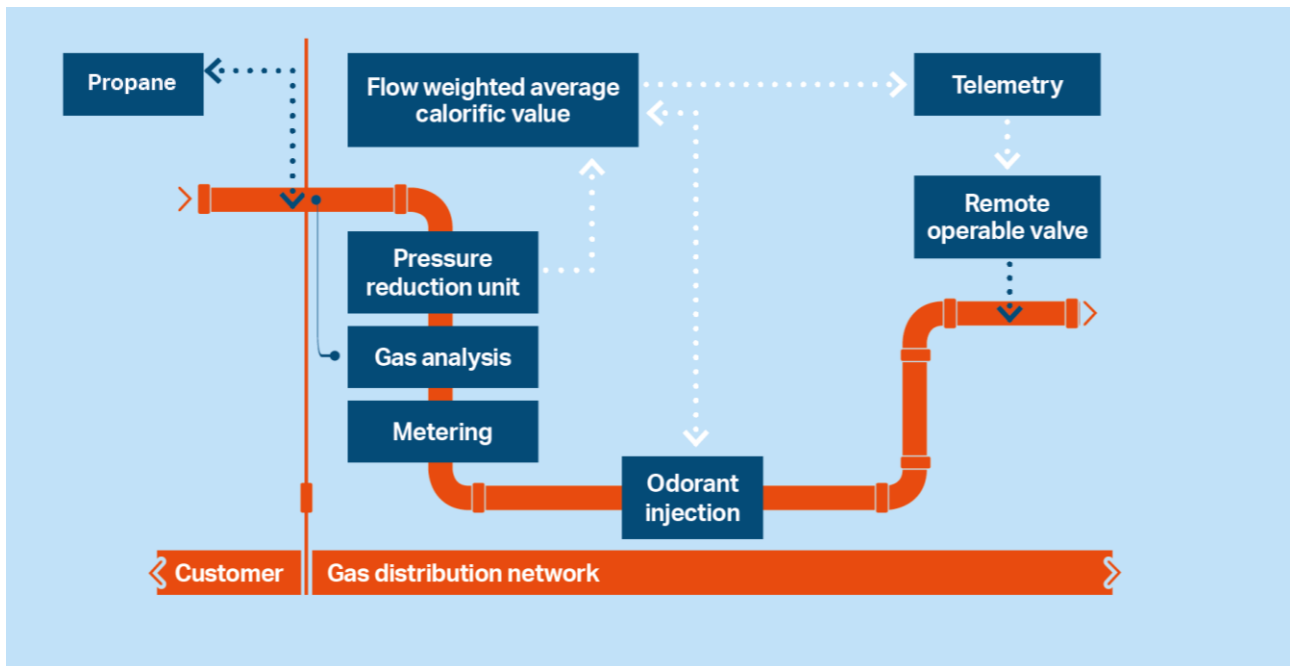 Propane
Flow weighted average
calorific value
Telemetry
Remote
operable valve
Pressure
reduction unit
Gas analysis
Metering
Odorant
injection
Customer
Gas distribution network